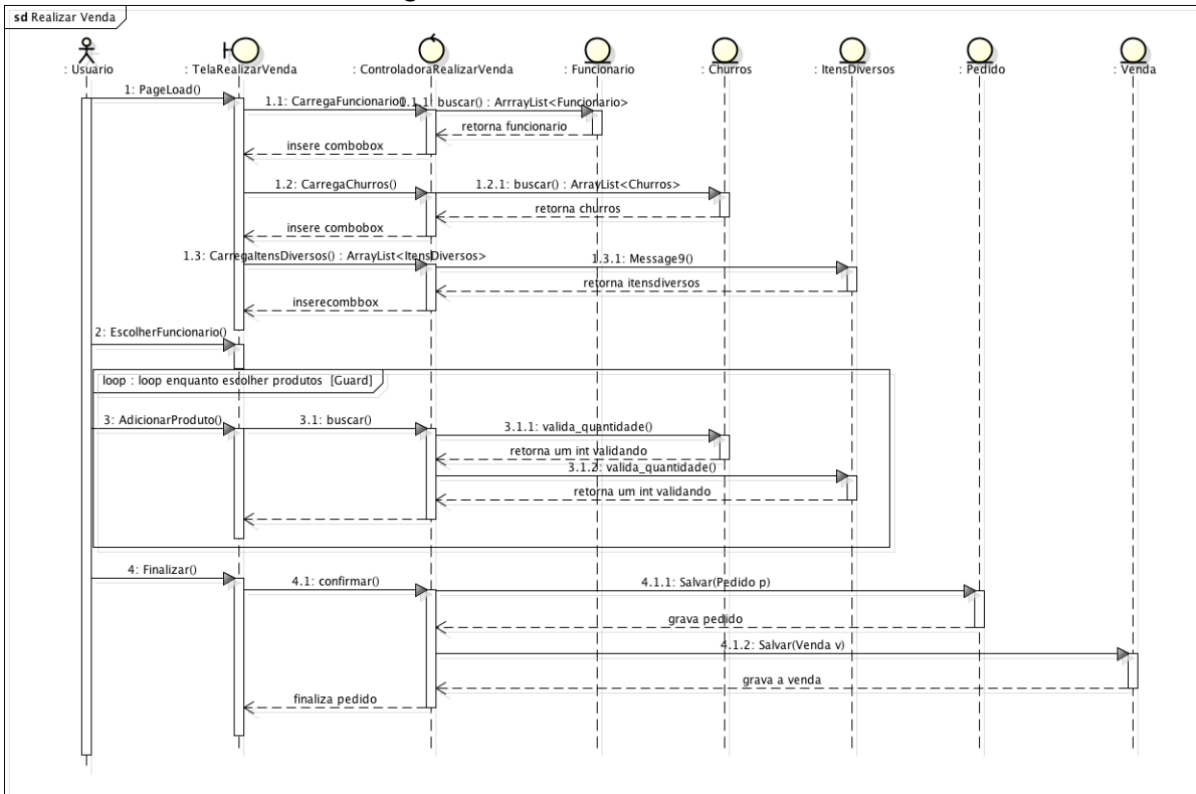 sd Realizar Venda
: Usuario
: TelaRealizarVenda
: ControladoraRealizarVenda
: Funcionario
: Churros
: ItensDiversos
: Pedido
: Venda
1: PageLoad()
1.1: CarregaFuncionario()
1.1.1: buscar() : ArrrayList<Funcionario>
retorna funcionario
insere combobox
1.2: CarregaChurros()
1.2.1: buscar() : ArrayList<Churros>
retorna churros
insere combobox
1.3: CarregaItensDiversos() : ArrayList<ItensDiversos>
1.3.1: Message9()
retorna itensdiversos
inserecombbox
2: EscolherFuncionario()
loop : loop enquanto escolher produtos [Guard]
3: AdicionarProduto()
3.1: buscar()
3.1.1: valida_quantidade()
retorna um int validando
3.1.2: valida_quantidade()
retorna um int validando
4: Finalizar()
4.1: confirmar()
4.1.1: Salvar(Pedido p)
grava pedido
4.1.2: Salvar(Venda v)
grava a venda
finaliza pedido